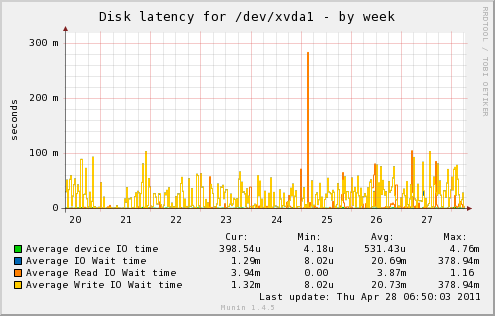 Disk latency for /dev/xvda1 - by week
RRDTOOL / TOBI OETIKER
seconds
300 m
200 m
100 m
0
20 21 22 23 24 25 26 27
Cur: Min: Avg: Max:
Average device IO time 398.54u 4.18u 531.43u 4.76m
Average IO Wait time 1.29m 8.02u 20.69m 378.94m
Average Read IO Wait time 3.94m 0.00 3.87m 1.16
Average Write IO Wait time 1.32m 8.02u 20.73m 378.94m
Last update: Thu Apr 28 06:50:03 2011
Munin 1.4.5